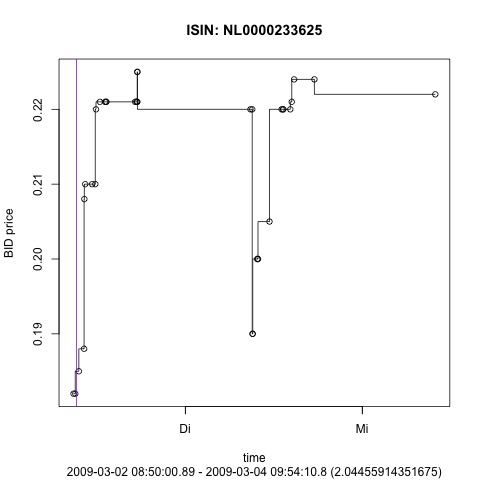 ISIN: NL0000233625
0.22
0.21
0.20
0.19
BID price
Di
Mi
time
2009-03-02 08:50:00.89 - 2009-03-04 09:54:10.8 (2.04455914351675)